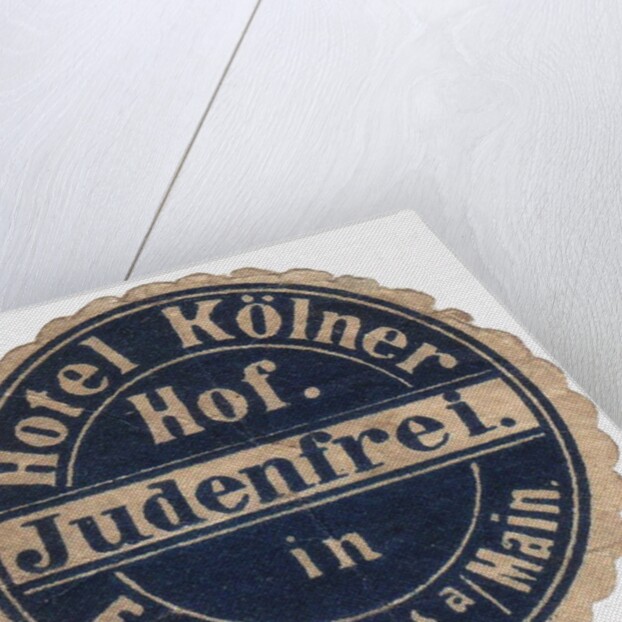 Hotel Kölner
Hof.
Judenfrei.
in
a/Main.